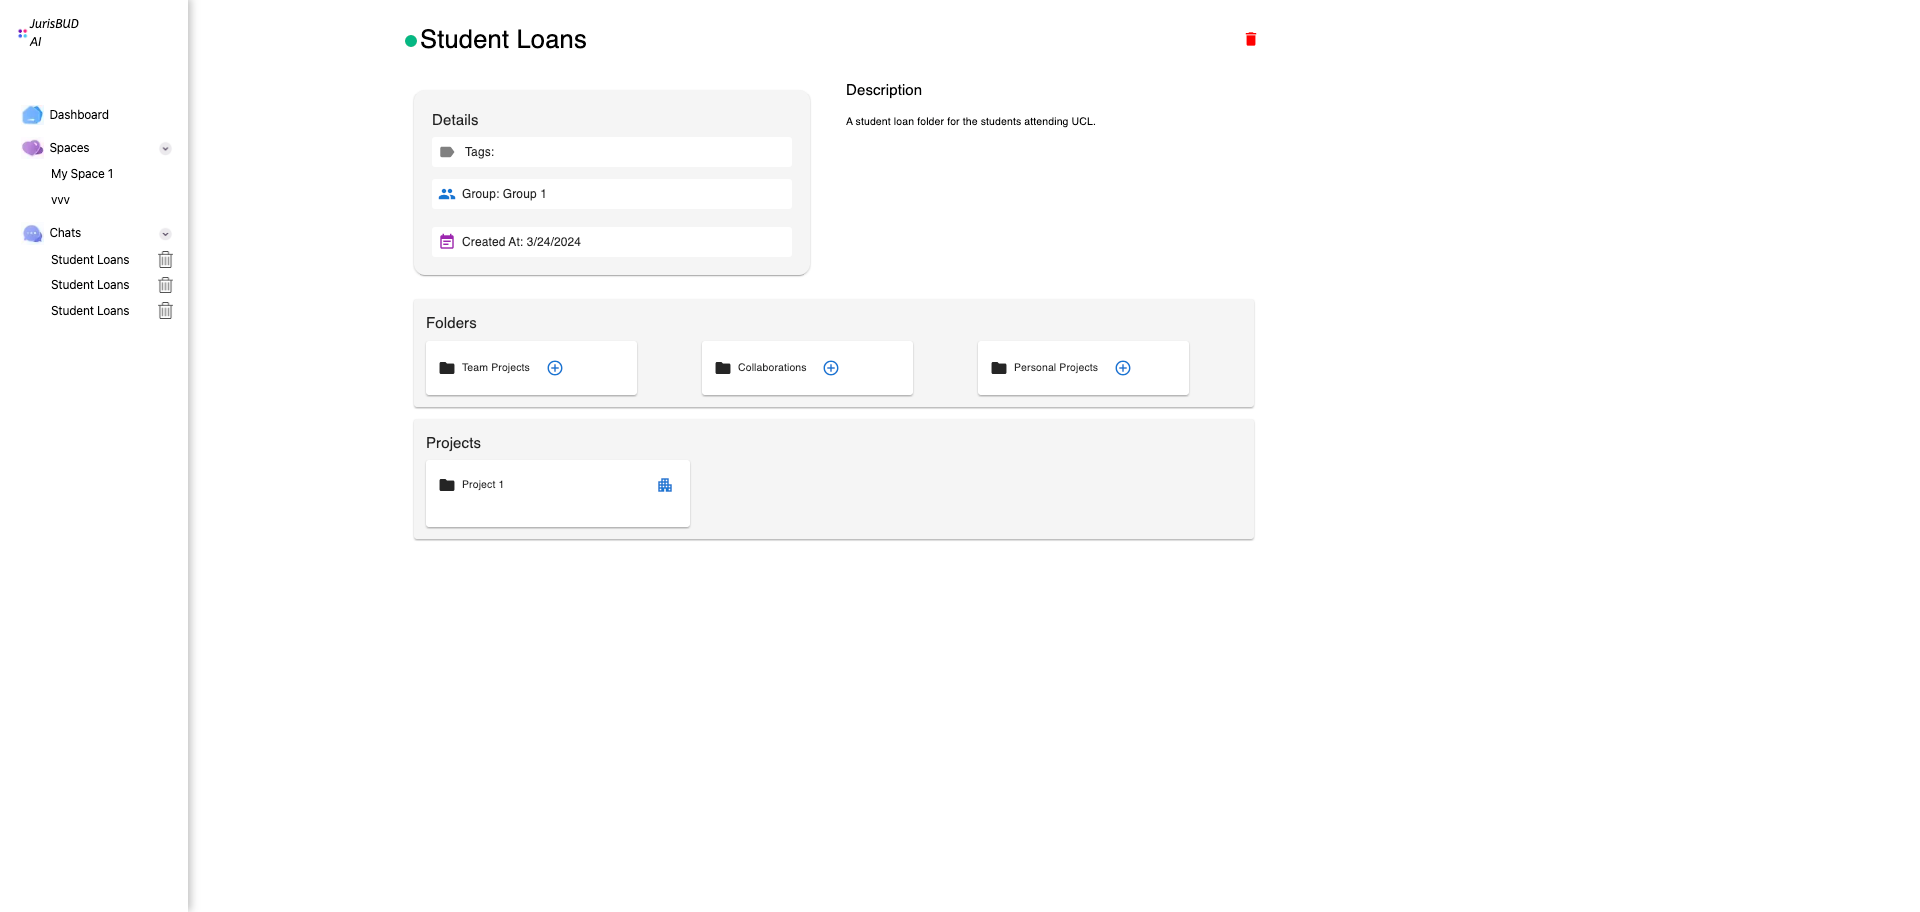 JurisBUD
AI
Dashboard
Spaces
My Space 1
vvv
Chats
Student Loans
Student Loans
Student Loans
Student Loans
Details
Tags:
Group: Group 1
Created At: 3/24/2024
Description
A student loan folder for the students attending UCL.
Folders
Team Projects
Collaborations
Personal Projects
Projects
Project 1